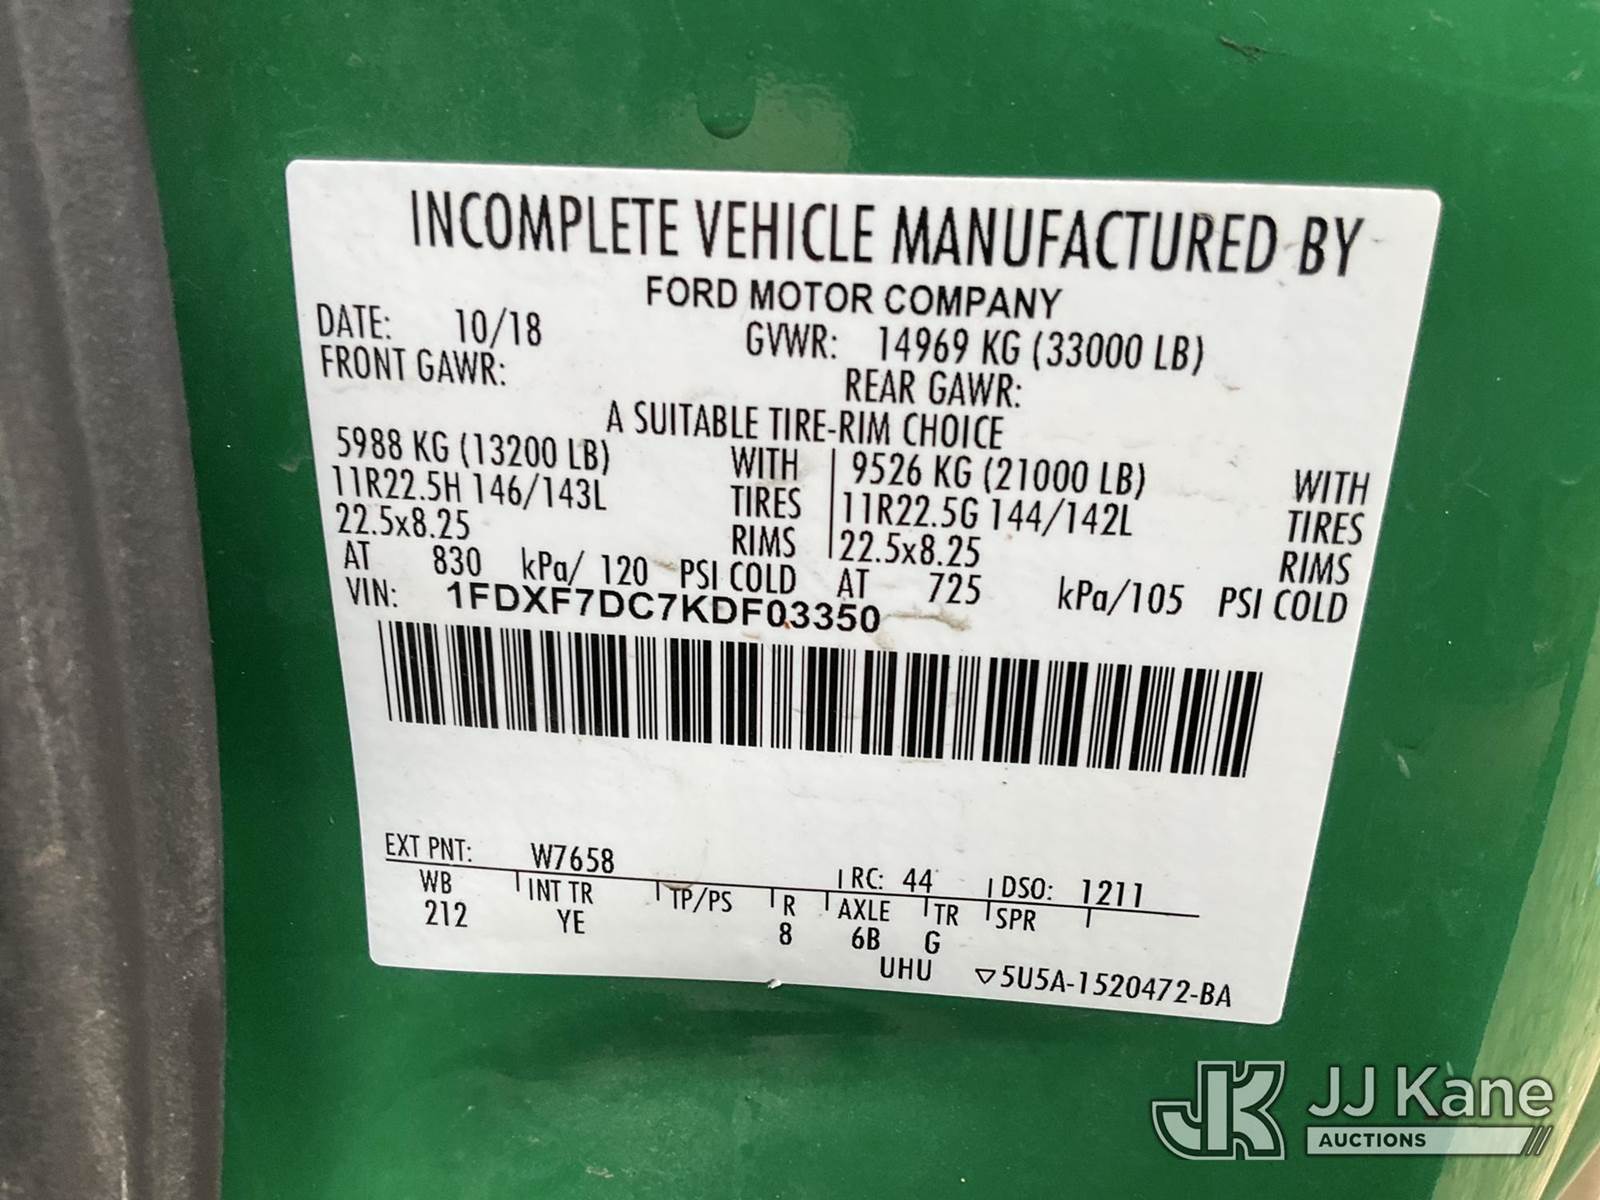 INCOMPLETE VEHICLE MANUFACTURED BY
FORD MOTOR COMPANY
DATE: 10/18 GVWR: 14969 KG (33000 LB)
FRONT GAWR: REAR GAWR:
A SUITABLE TIRE-RIM CHOICE
5988 KG (13200 LB) WITH 9526 KG (21000 LB) WITH
11R22.5H 146/143L TIRES 11R22.5G 144/142L TIRES
22.5x8.25 RIMS 22.5x8.25 RIMS
AT 830 kPa/ 120 PSI COLD AT 725 kPa/105 PSI COLD
VIN: 1FDXF7DC7KDF03350
EXT PNT: W7658 RC: 44 DSO: 1211
WB INT TR TP/PS R AXLE TR SPR
212 YE 8 6B G
UHU ▽5U5A-1520472-BA
JK JJ Kane
AUCTIONS